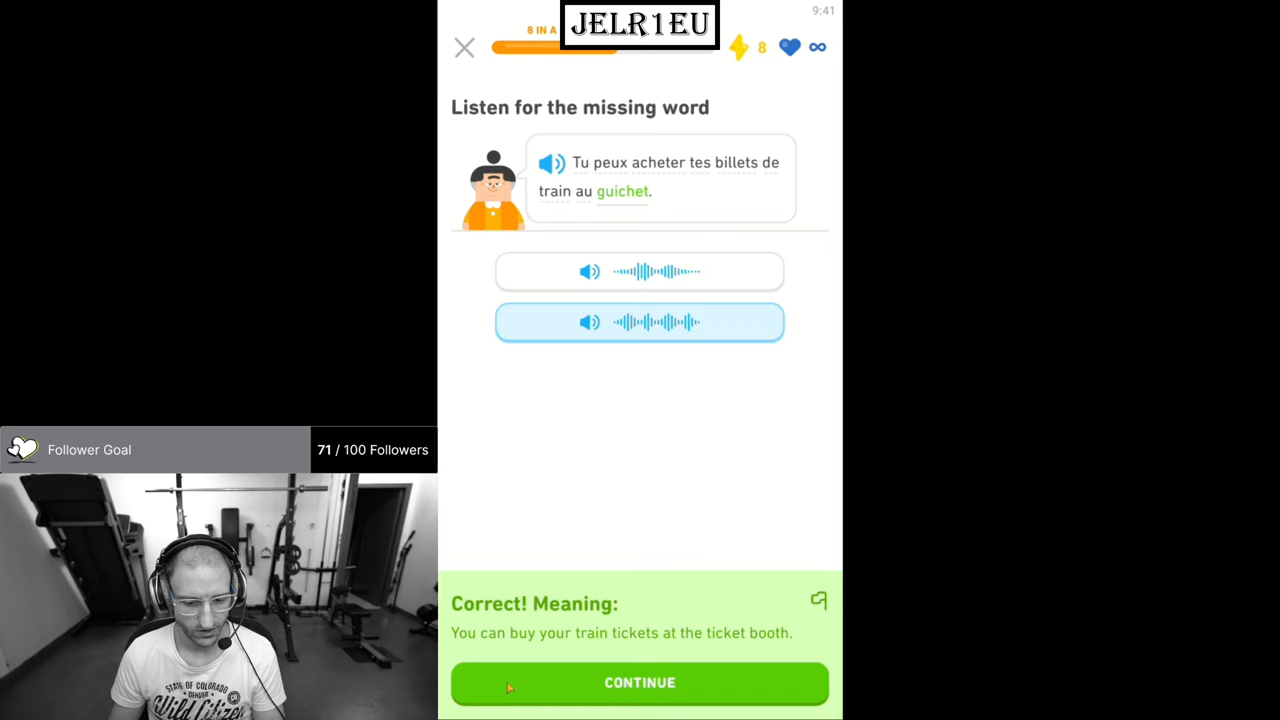 9:41
8 IN A
JELR1EU
8 ∞
Listen for the missing word
Tu peux acheter tes billets de
train au guichet.
Follower Goal
71 / 100 Followers
Correct! Meaning:
You can buy your train tickets at the ticket booth.
CONTINUE
STATE OF COLORADO
DENVER
Wild Citizen